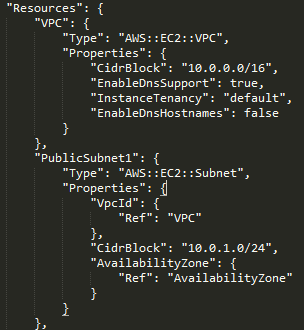 "Resources": {
"VPC": {
"Type": "AWS::EC2::VPC",
"Properties": {
"CidrBlock": "10.0.0.0/16",
"EnableDnsSupport": true,
"InstanceTenancy": "default",
"EnableDnsHostnames": false
}
},
"PublicSubnet1": {
"Type": "AWS::EC2::Subnet",
"Properties": {
"VpcId": {
"Ref": "VPC"
},
"CidrBlock": "10.0.1.0/24",
"AvailabilityZone": {
"Ref": "AvailabilityZone"
}
}
},